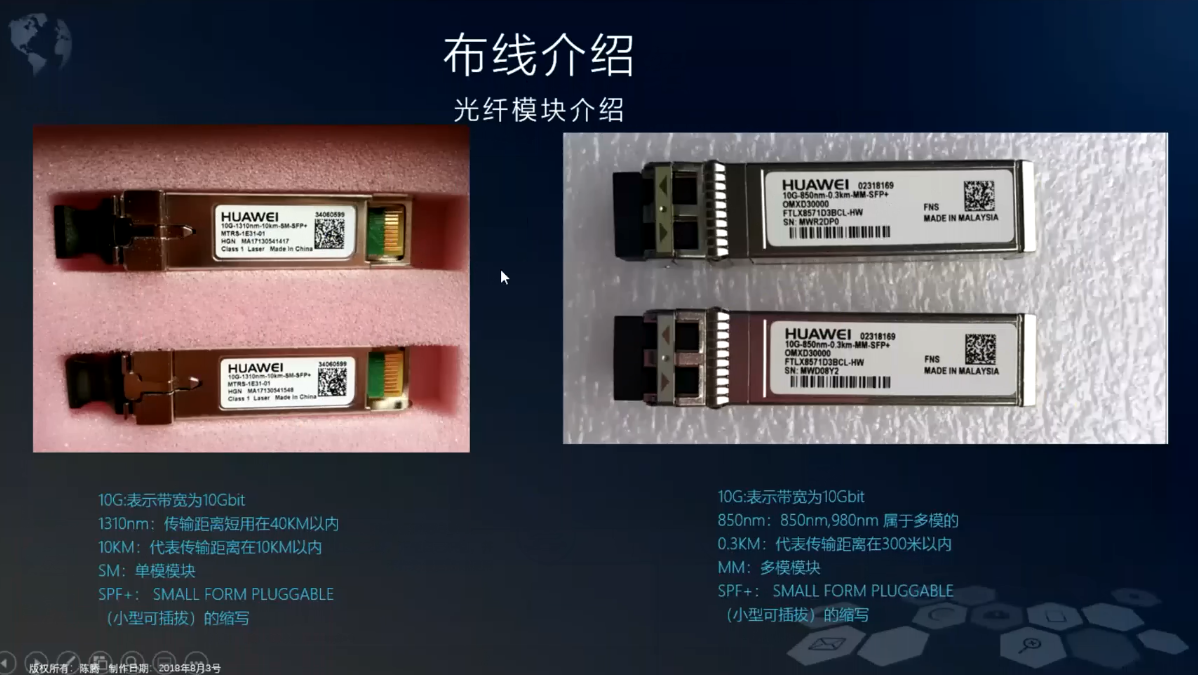 布线介绍
光纤模块介绍
HUAWEI 34060599
10G-1310nm-10km-SM-SFP+
MTRS-1E31-01
HGN MA17130541417
Class 1 Laser Made in China
HUAWEI 34060599
10G-1310nm-10km-SM-SFP+
MTRS-1E31-01
HGN MA17130541548
Class 1 Laser Made in China
HUAWEI 02318169
10G-850nm-0.3km-MM-SFP+
OMXD30000
FTLX8571D3BCL-HW
SN: MWR2DP0
FNS
MADE IN MALAYSIA
HUAWEI 02318169
10G-850nm-0.3km-MM-SFP+
OMXD30000
FTLX8571D3BCL-HW
SN: MWD08Y2
FNS
MADE IN MALAYSIA
10G:表示带宽为10Gbit
1310nm：传输距离短用在40KM以内
10KM：代表传输距离在10KM以内
SM：单模模块
SPF+： SMALL FORM PLUGGABLE
（小型可插拔）的缩写
10G:表示带宽为10Gbit
850nm：850nm,980nm 属于多模的
0.3KM：代表传输距离在300米以内
MM：多模模块
SPF+： SMALL FORM PLUGGABLE
（小型可插拔）的缩写
版权所有：陈腾 制作日期：2018年8月3号